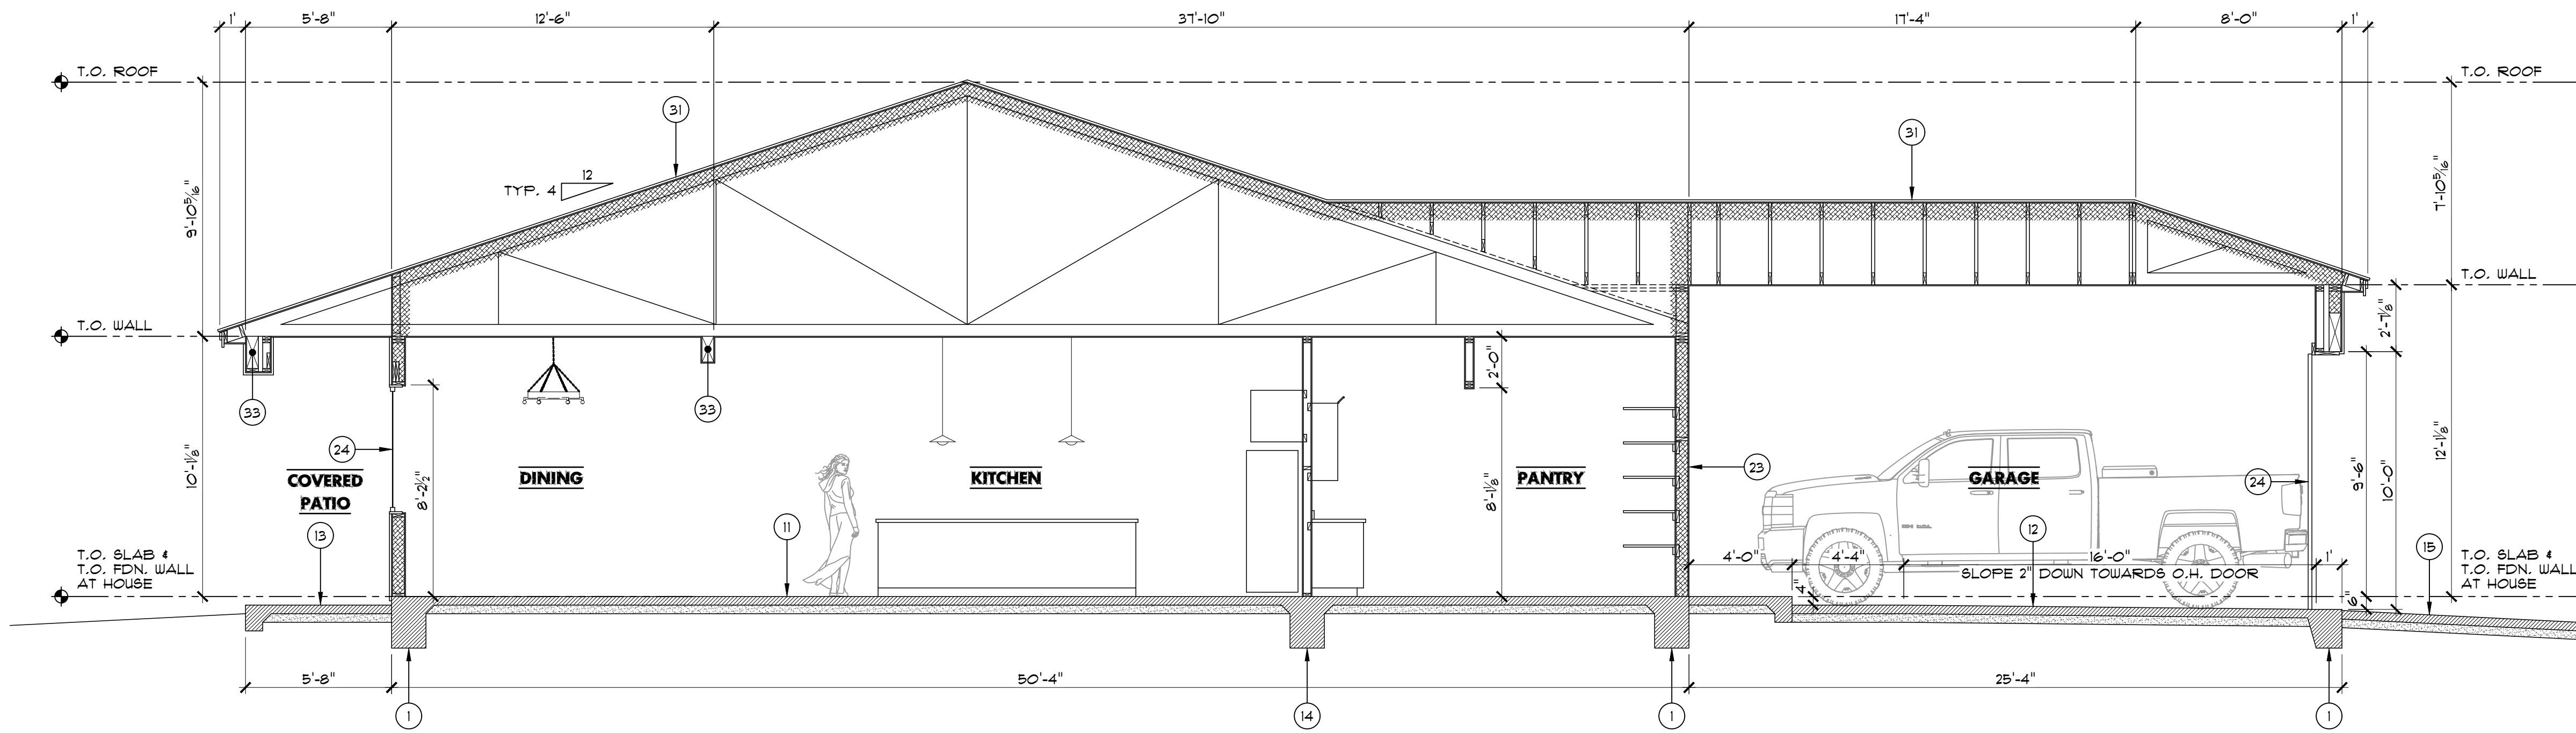 1'
5'-8"
12'-6"
37'-10"
17'-4"
8'-0"
1'
T.O. ROOF
T.O. ROOF
31
31
12
TYP. 4
9'-10 5/16"
7'-10 5/16"
T.O. WALL
T.O. WALL
2'-7 1/8"
2'-0"
33
33
24
COVERED
PATIO
DINING
KITCHEN
PANTRY
GARAGE
23
24
10'-1 1/8"
8'-2 1/2"
8'-1 1/8"
9'-6"
10'-0"
12'-1 1/8"
13
11
12
15
T.O. SLAB &
T.O. FDN. WALL
AT HOUSE
4'-0"
4'-4"
16'-0"
1'
SLOPE 2" DOWN TOWARDS O.H. DOOR
4"
6"
T.O. SLAB &
T.O. FDN. WALL
AT HOUSE
5'-8"
50'-4"
25'-4"
1
14
1
1